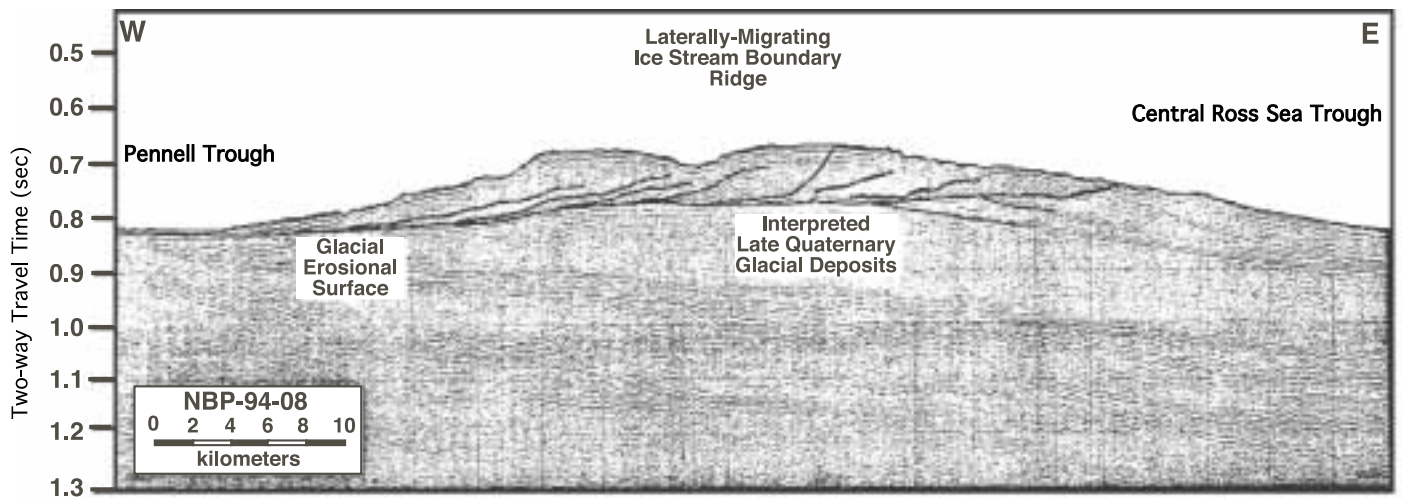 W
E
Laterally-Migrating
Ice Stream Boundary
Ridge
Central Ross Sea Trough
Pennell Trough
Two-way Travel Time (sec)
0.5
0.6
0.7
0.8
0.9
1.0
1.1
1.2
1.3
Glacial
Erosional
Surface
Interpreted
Late Quaternary
Glacial Deposits
NBP-94-08
0 2 4 6 8 10
kilometers